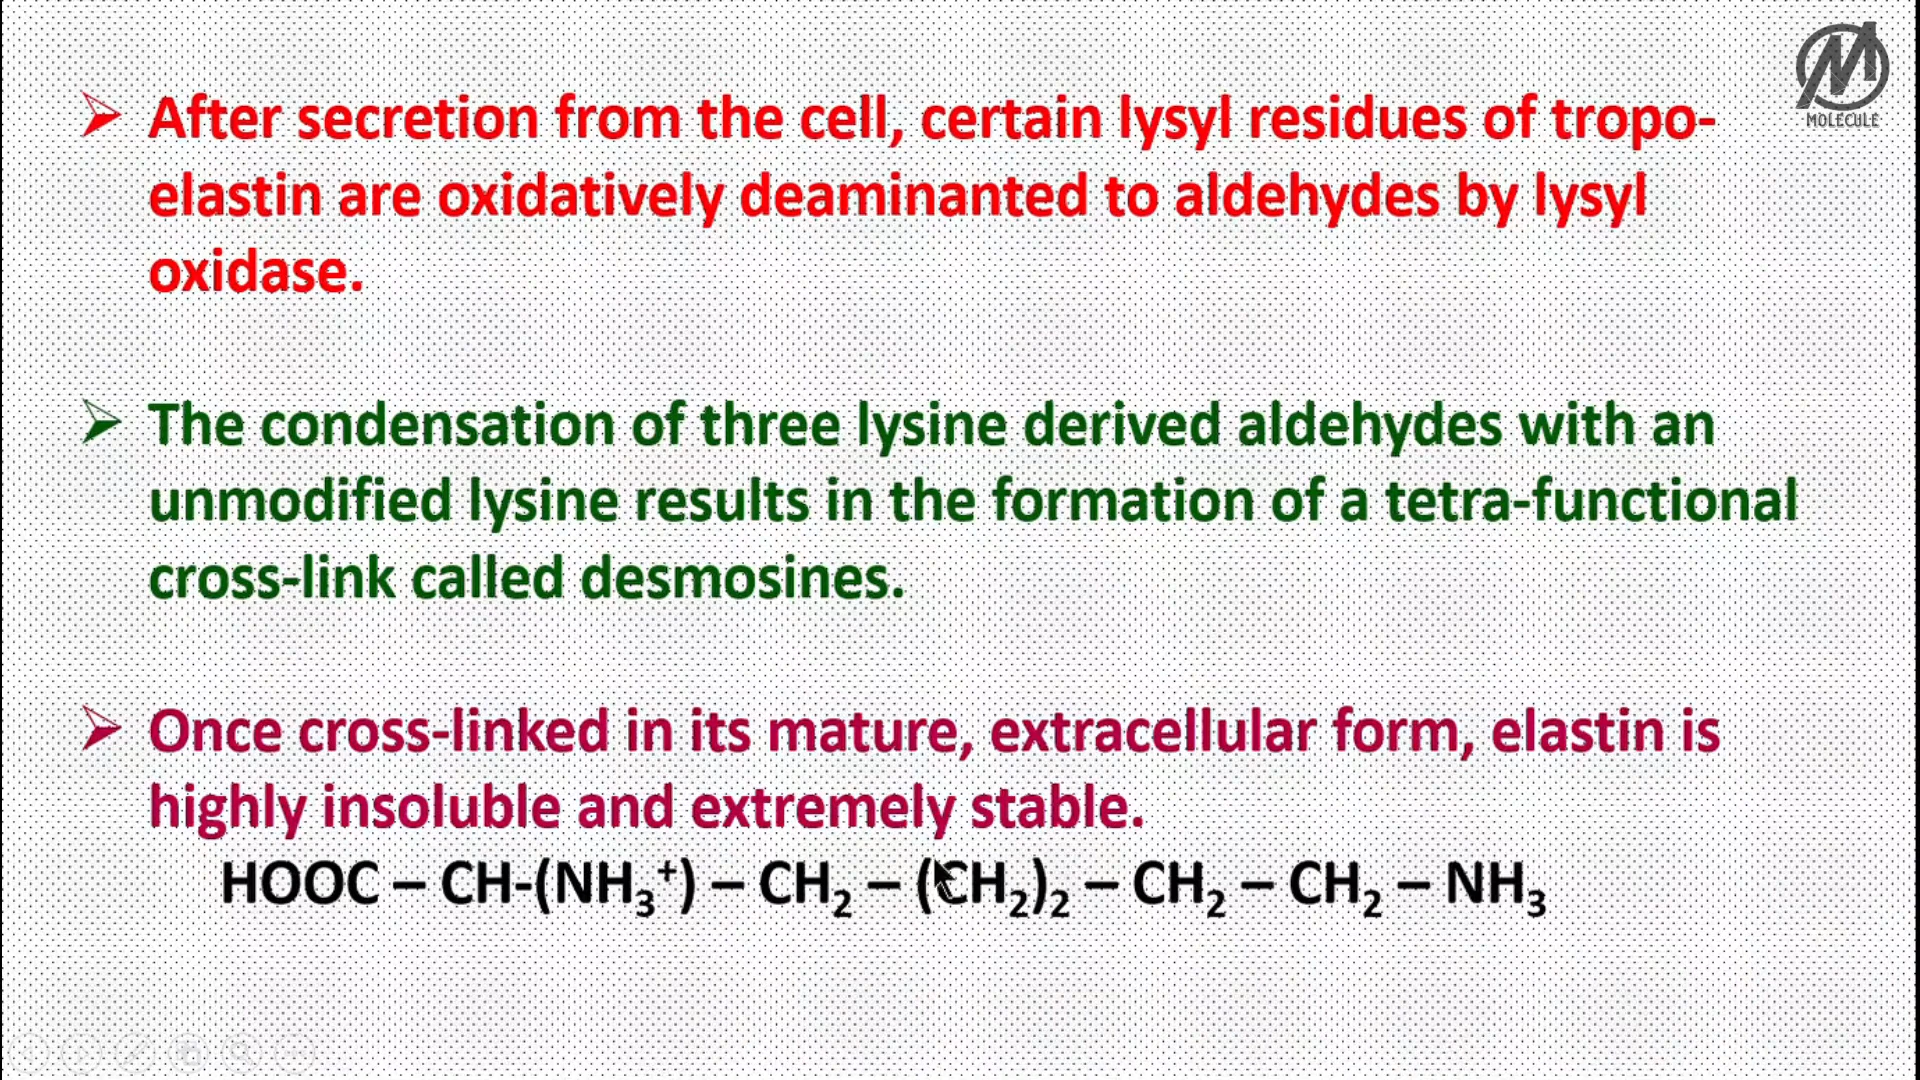 MOLECULE
➢ After secretion from the cell, certain lysyl residues of tropo-
elastin are oxidatively deaminanted to aldehydes by lysyl
oxidase.
➢ The condensation of three lysine derived aldehydes with an
unmodified lysine results in the formation of a tetra-functional
cross-link called desmosines.
➢ Once cross-linked in its mature, extracellular form, elastin is
highly insoluble and extremely stable.
HOOC – CH-(NH₃⁺) – CH₂ – (CH₂)₂ – CH₂ – CH₂ – NH₃